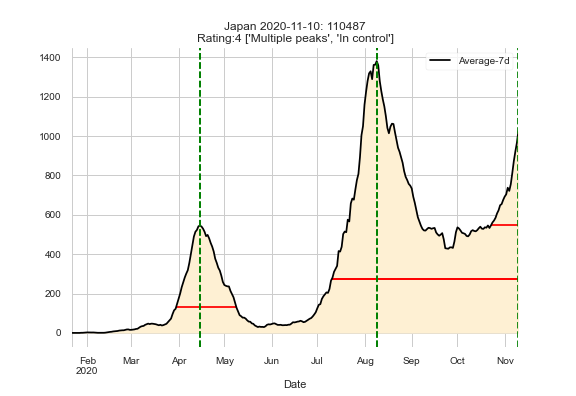 Japan 2020-11-10: 110487
Rating:4 ['Multiple peaks', 'In control']
Average-7d
1400
1200
1000
800
600
400
200
0
Feb Mar Apr May Jun Jul Aug Sep Oct Nov
2020
Date